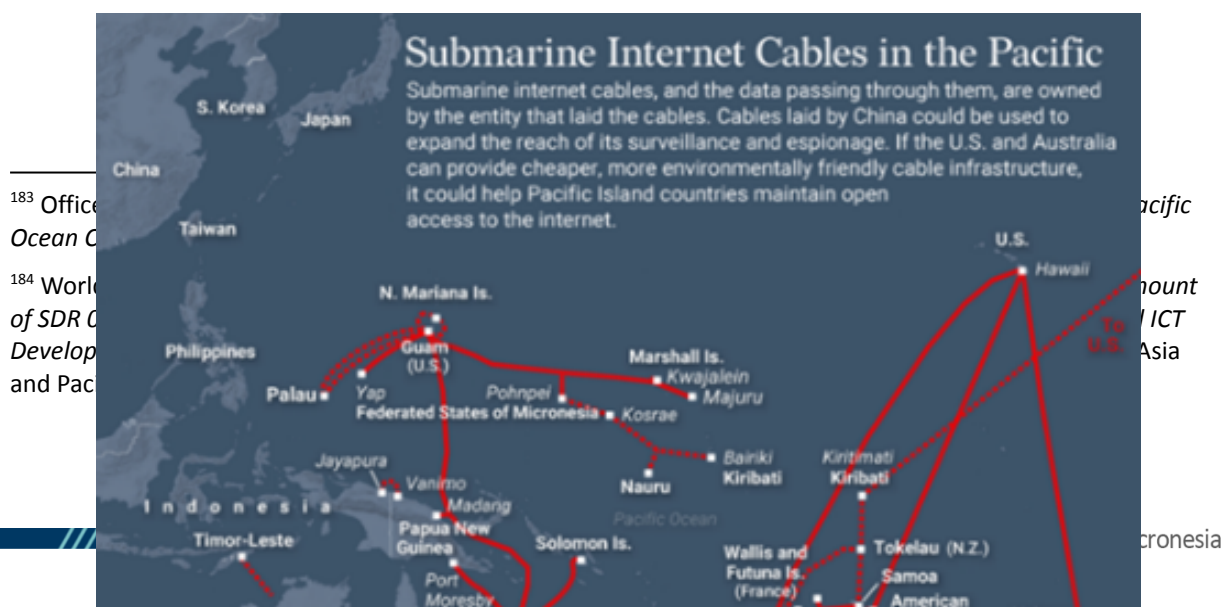 Submarine Internet Cables in the Pacific
Submarine internet cables, and the data passing through them, are owned
by the entity that laid the cables. Cables laid by China could be used to
expand the reach of its surveillance and espionage. If the U.S. and Australia
can provide cheaper, more environmentally friendly cable infrastructure,
it could help Pacific Island countries maintain open
access to the internet.
S. Korea
Japan
China
Taiwan
U.S.
Hawaii
N. Mariana Is.
Guam
(U.S.)
To
U.S.
Philippines
Marshall Is.
Kwajalein
Majuru
Palau
Yap
Pohnpei
Federated States of Micronesia
Kosrae
Jayapura
Vanimo
Bairiki
Kiribati
Kiritimati
Kiribati
Nauru
Indonesia
Madang
Pacific Ocean
Papua New
Guinea
Timor-Leste
Solomon Is.
Wallis and
Futuna Is.
(France)
Tokelau (N.Z.)
Samoa
American
Port
Moresby
183 Office
acific
Ocean
184 World
of SDR
ICT
Develop
Asia
and Paci
cronesia